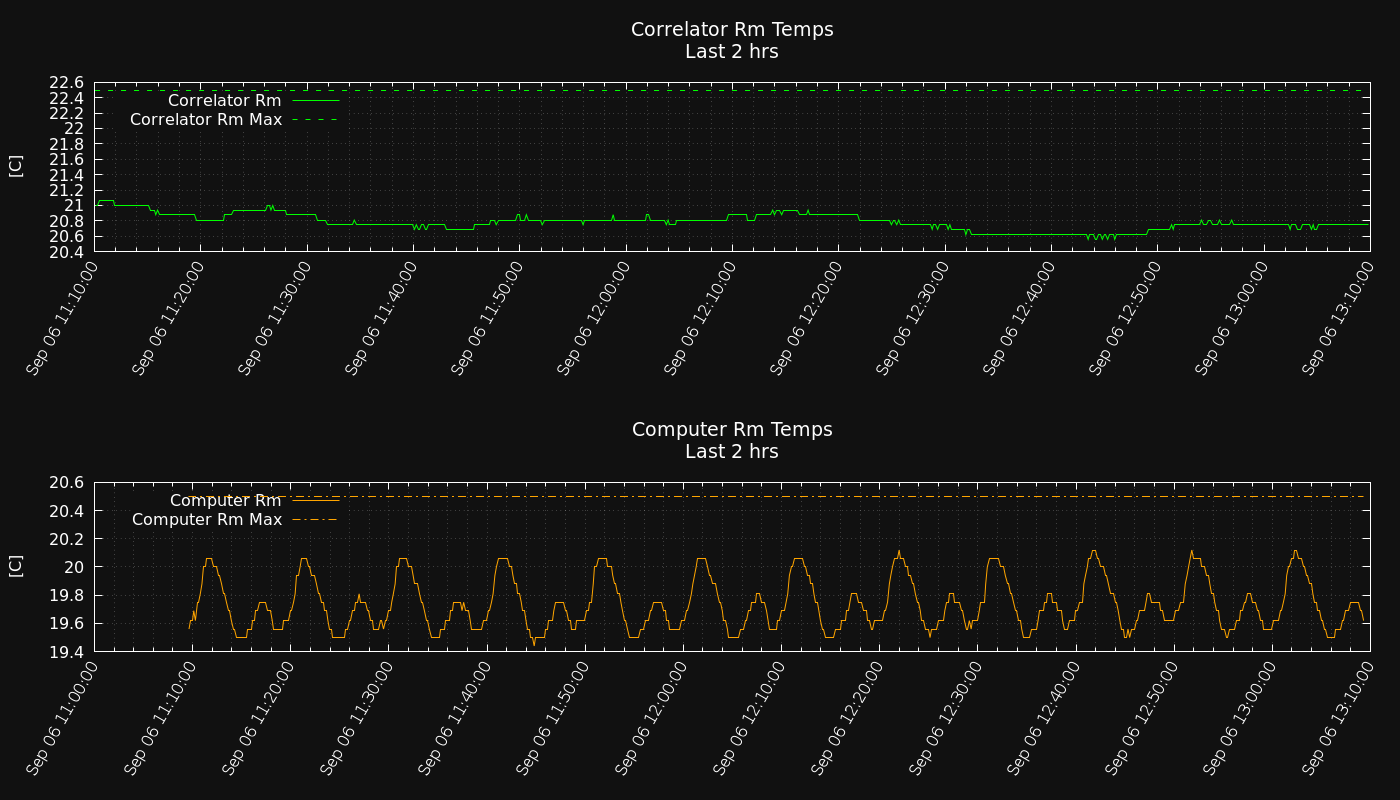 Correlator Rm Temps
Last 2 hrs
22.6
22.4
22.2
22
21.8
21.6
21.4
21.2
21
20.8
20.6
20.4
[C]
Correlator Rm
Correlator Rm Max
Sep 06 11:10:00
Sep 06 11:20:00
Sep 06 11:30:00
Sep 06 11:40:00
Sep 06 11:50:00
Sep 06 12:00:00
Sep 06 12:10:00
Sep 06 12:20:00
Sep 06 12:30:00
Sep 06 12:40:00
Sep 06 12:50:00
Sep 06 13:00:00
Sep 06 13:10:00
Computer Rm Temps
Last 2 hrs
20.6
20.4
20.2
20
19.8
19.6
19.4
[C]
Computer Rm
Computer Rm Max
Sep 06 11:00:00
Sep 06 11:10:00
Sep 06 11:20:00
Sep 06 11:30:00
Sep 06 11:40:00
Sep 06 11:50:00
Sep 06 12:00:00
Sep 06 12:10:00
Sep 06 12:20:00
Sep 06 12:30:00
Sep 06 12:40:00
Sep 06 12:50:00
Sep 06 13:00:00
Sep 06 13:10:00